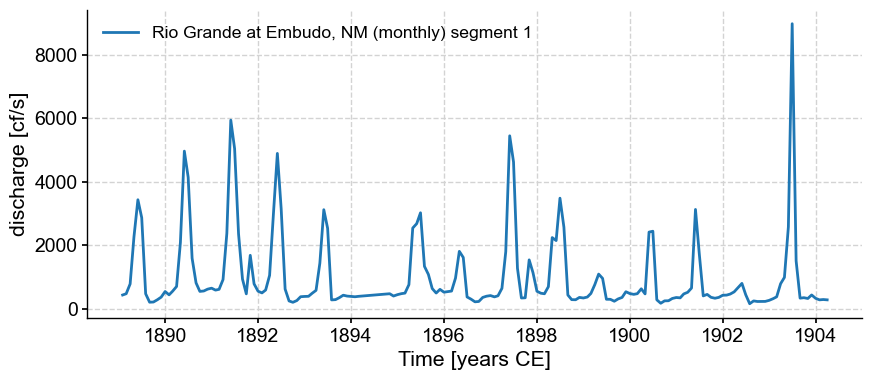 Rio Grande at Embudo, NM (monthly) segment 1
discharge [cf/s]
8000
6000
4000
2000
0
1890 1892 1894 1896 1898 1900 1902 1904
Time [years CE]